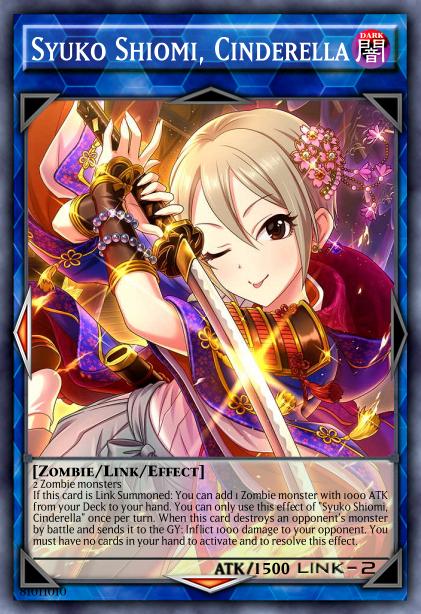 Syuko Shiomi, Cinderella
DARK
闇
[Zombie/Link/Effect]
2 Zombie monsters
If this card is Link Summoned: You can add 1 Zombie monster with 1000 ATK
from your Deck to your hand. You can only use this effect of "Syuko Shiomi,
Cinderella" once per turn. When this card destroys an opponent's monster
by battle and sends it to the GY: Inflict 1000 damage to your opponent. You
must have no cards in your hand to activate and to resolve this effect.
ATK/1500 LINK-2
81011010